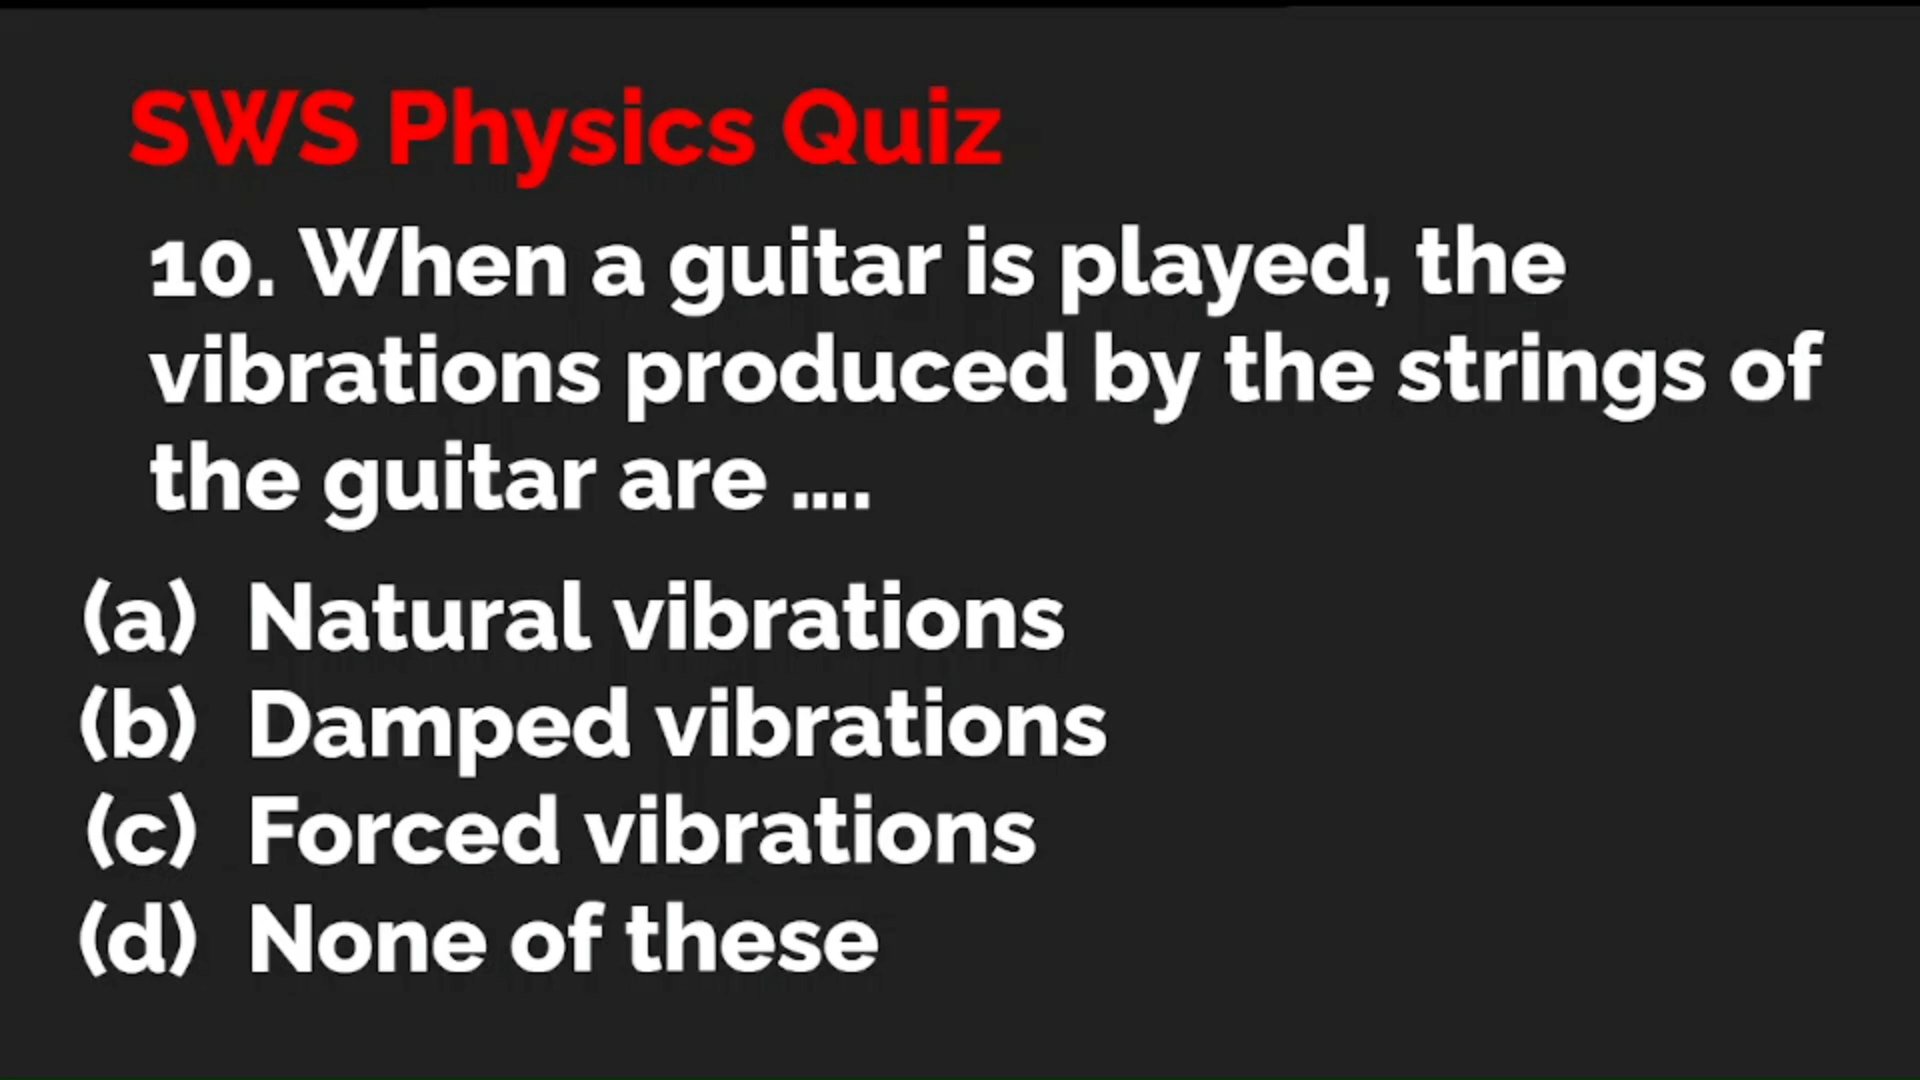 SWS Physics Quiz
10. When a guitar is played, the
vibrations produced by the strings of
the guitar are ....
(a) Natural vibrations
(b) Damped vibrations
(c) Forced vibrations
(d) None of these